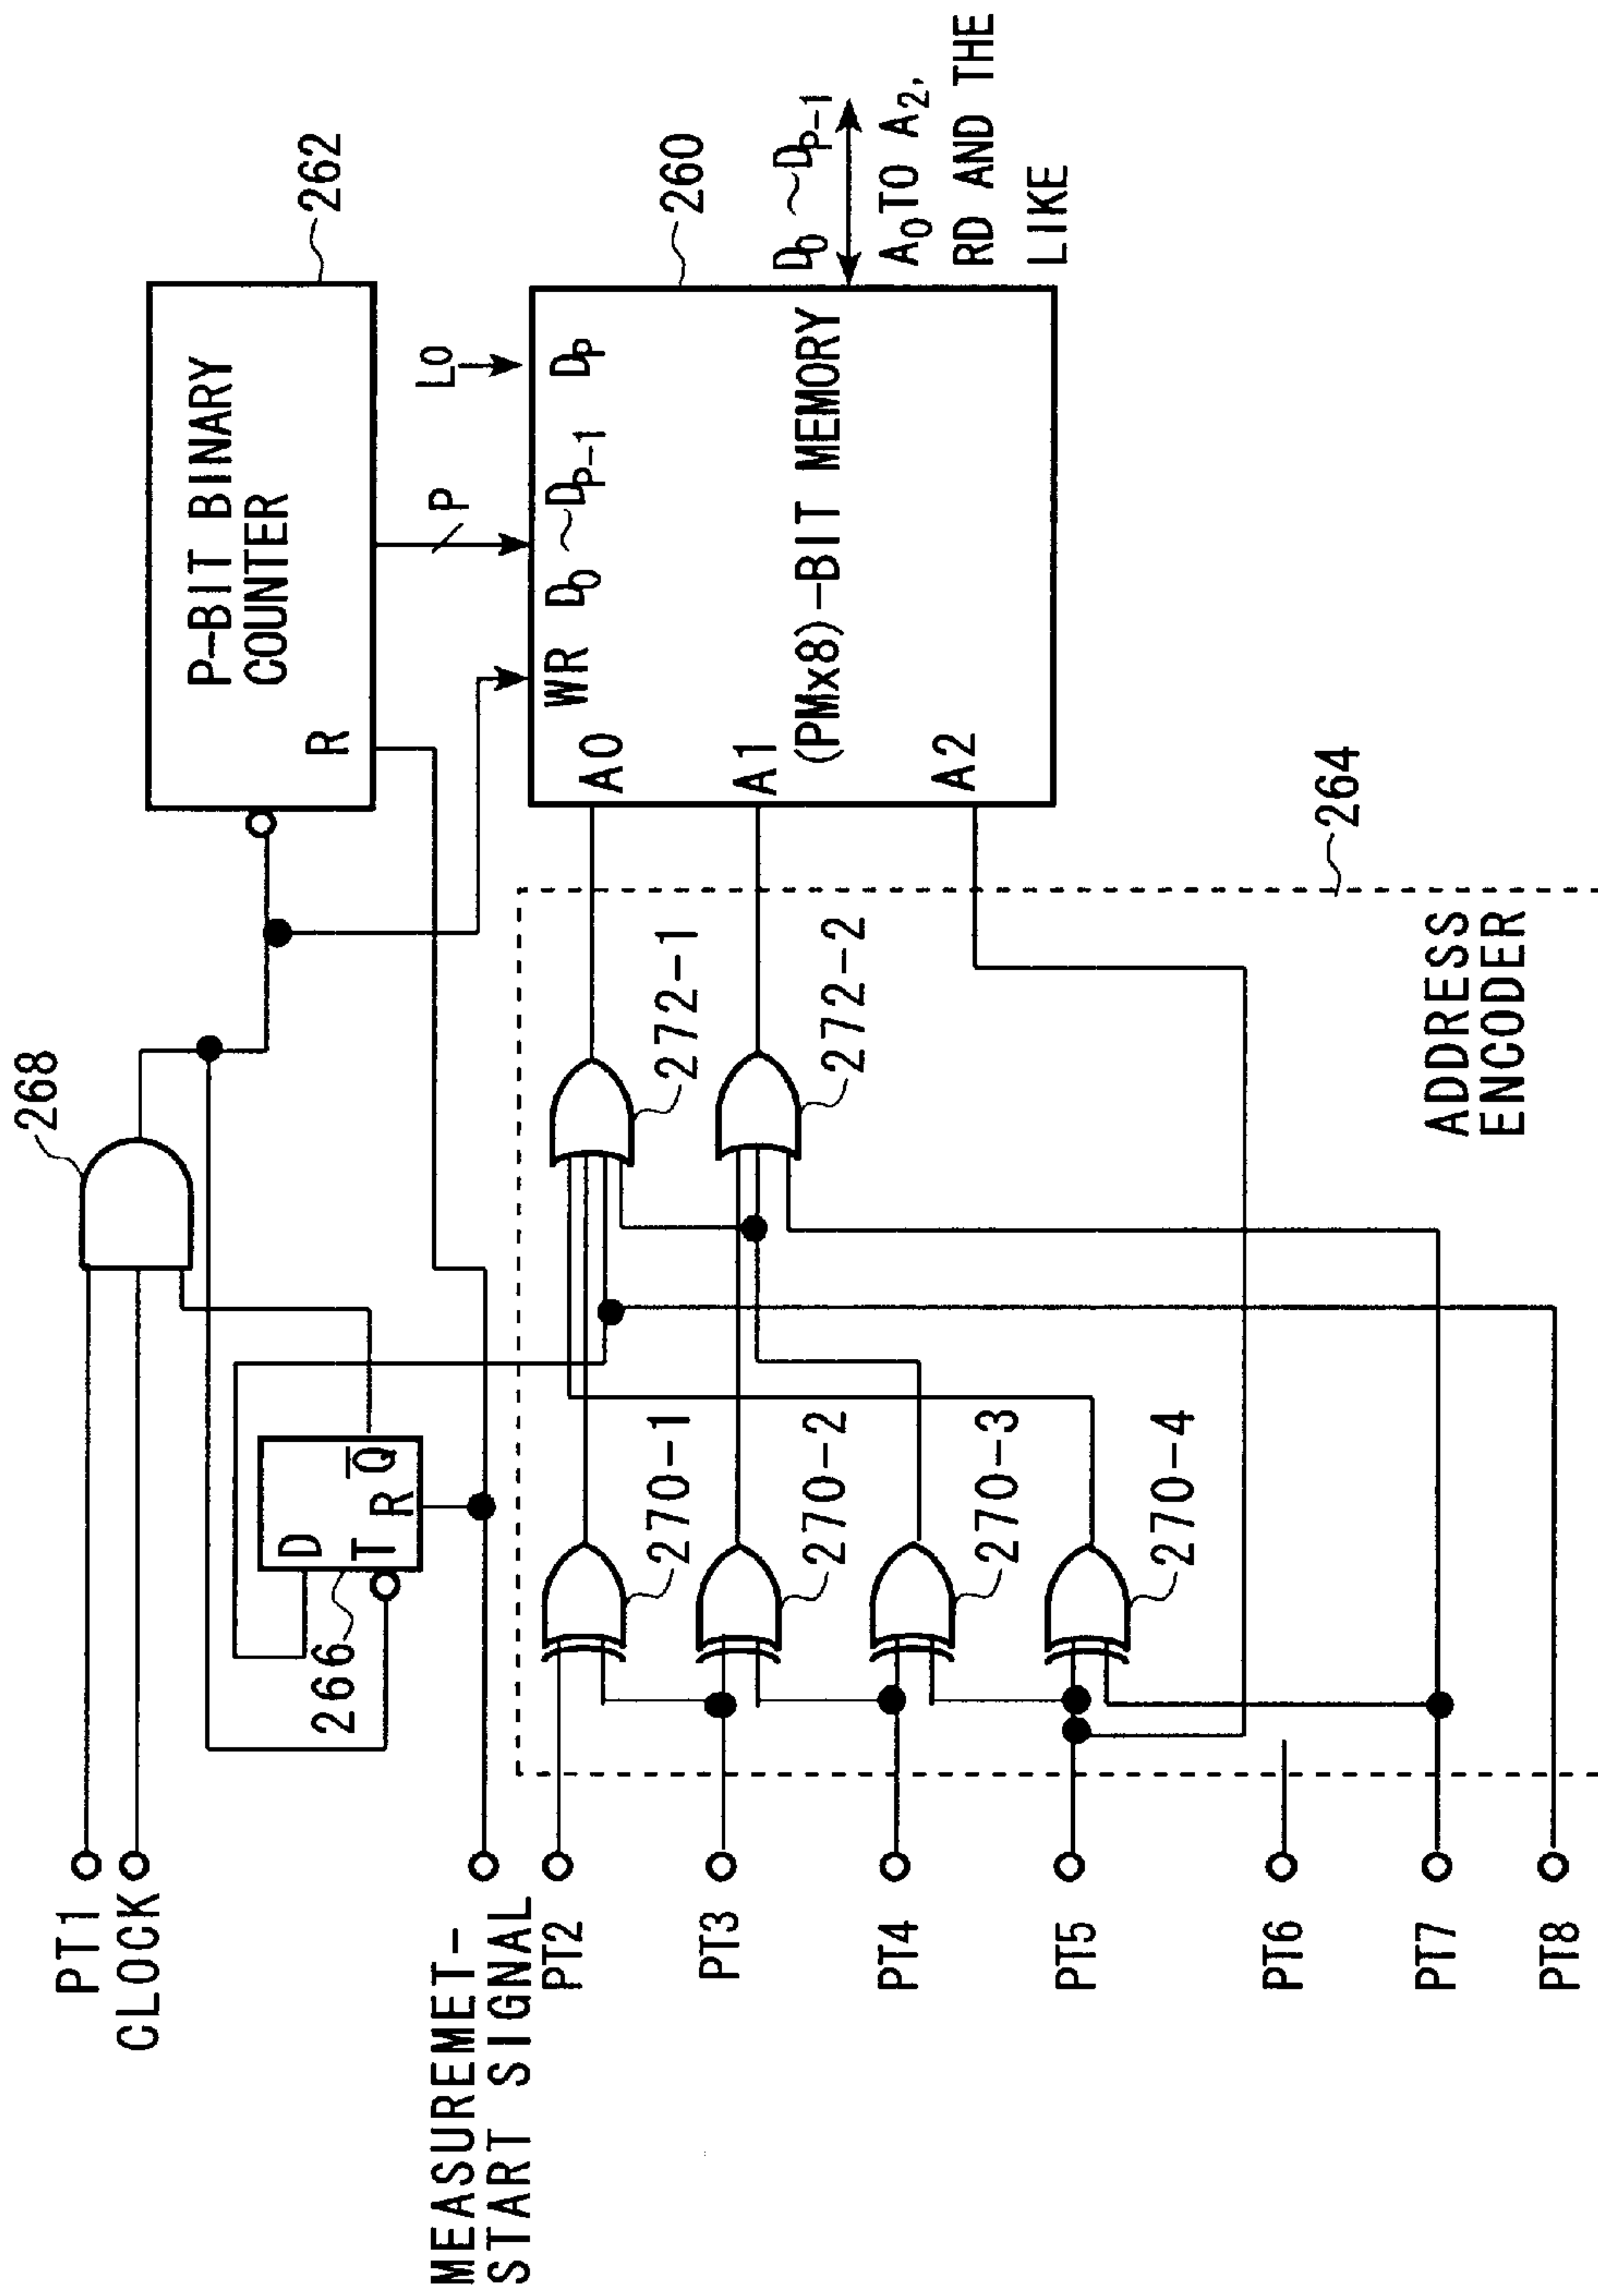 PT1
CLOCK
MEASUREMET-
START SIGNAL
PT2
PT3
PT4
PT5
PT6
PT7
PT8
268
266
D
T
R
Q̅
P-BIT BINARY
COUNTER
R
262
P
Lo
WR
D0 ~ DP-1
DP
A0
A1
A2
(PMx8)-BIT MEMORY
260
D0 ~ DP-1
A0 TO A2,
RD AND THE
LIKE
270-1
270-2
270-3
270-4
272-1
272-2
264
ADDRESS
ENCODER